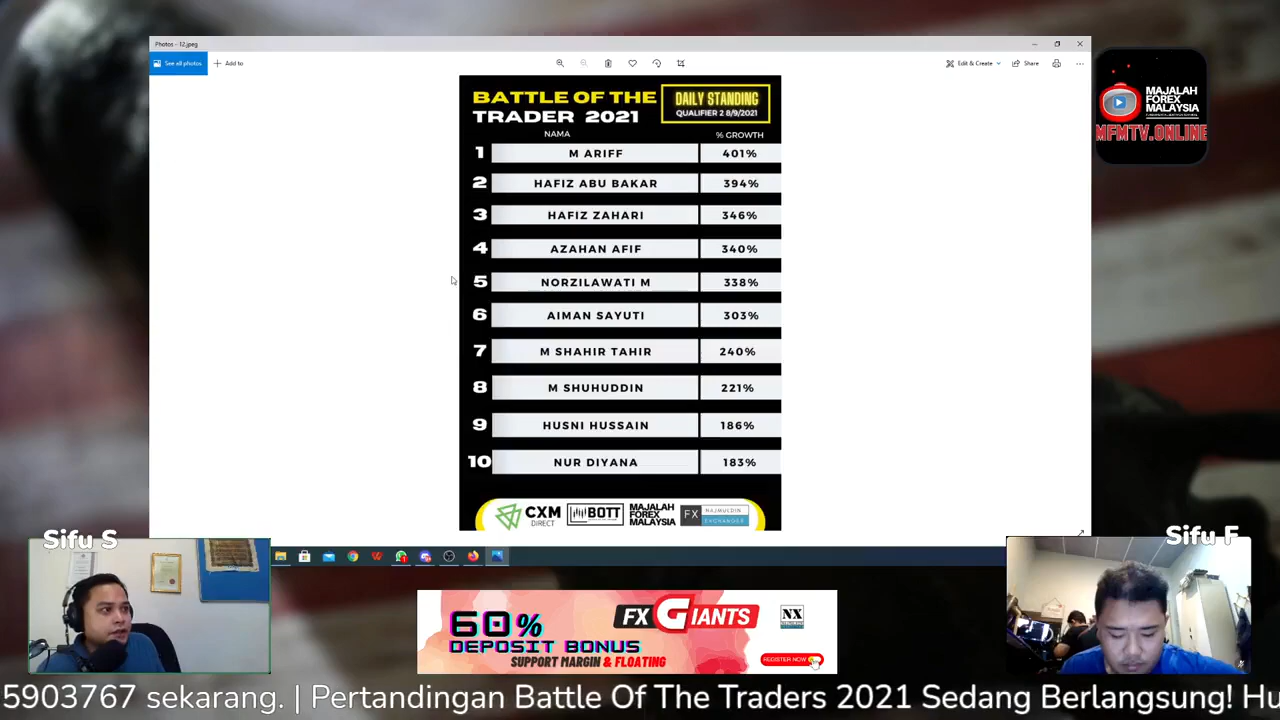 Photos - 12.jpeg
See all photos
Add to
Edit & Create
Share
MAJALAH
FOREX
MALAYSIA
MFMTV.ONLINE
BATTLE OF THE
TRADER 2021
DAILY STANDING
QUALIFIER 2 8/9/2021
NAMA
% GROWTH
1 M ARIFF 401%
2 HAFIZ ABU BAKAR 394%
3 HAFIZ ZAHARI 346%
4 AZAHAN AFIF 340%
5 NORZILAWATI M 338%
6 AIMAN SAYUTI 303%
7 M SHAHIR TAHIR 240%
8 M SHUHUDDIN 221%
9 HUSNI HUSSAIN 186%
10 NUR DIYANA 183%
CXM
DIRECT
BOTT
MAJALAH
FOREX
MALAYSIA
FX
NAJMULDIN
EXCHANGER
Sifu S
Sifu F
60%
DEPOSIT BONUS
SUPPORT MARGIN & FLOATING
FX GIANTS
NX
REGISTER NOW
5903767 sekarang. | Pertandingan Battle Of The Traders 2021 Sedang Berlangsung! Hu